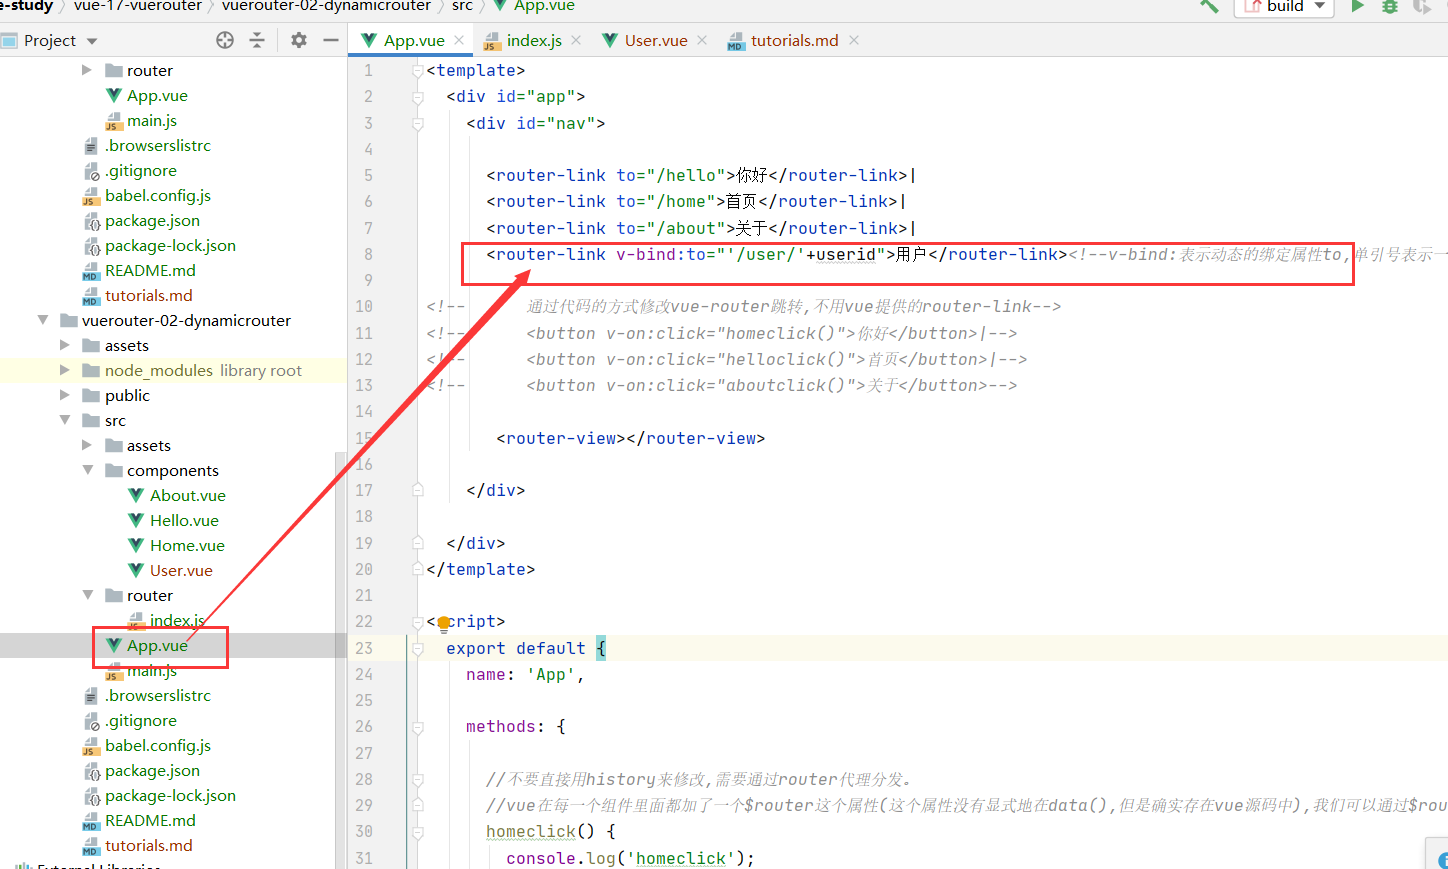 e-study 〉 vue-17-vuerouter 〉 vuerouter-02-dynamicrouter 〉 src 〉 App.vue
build
Project
App.vue
index.js
User.vue
tutorials.md
router
App.vue
main.js
.browserslistrc
.gitignore
babel.config.js
package.json
package-lock.json
README.md
tutorials.md
vuerouter-02-dynamicrouter
assets
node_modules library root
public
src
assets
components
About.vue
Hello.vue
Home.vue
User.vue
router
index.js
App.vue
main.js
.browserslistrc
.gitignore
babel.config.js
package.json
package-lock.json
README.md
tutorials.md
External Libraries
1 <template>
2 <div id="app">
3 <div id="nav">
4
5 <router-link to="/hello">你好</router-link>|
6 <router-link to="/home">首页</router-link>|
7 <router-link to="/about">关于</router-link>|
8 <router-link v-bind:to="'/user/'+userid">用户</router-link><!--v-bind:表示动态的绑定属性to,单引号表示一
9
10 <!-- 通过代码的方式修改vue-router跳转,不用vue提供的router-link-->
11 <!-- <button v-on:click="homeclick()">你好</button>|-->
12 <!-- <button v-on:click="helloclick()">首页</button>|-->
13 <!-- <button v-on:click="aboutclick()">关于</button>-->
14
15 <router-view></router-view>
16
17 </div>
18
19 </div>
20 </template>
21
22 <script>
23 export default {
24 name: 'App',
25
26 methods: {
27
28 //不要直接用history来修改,需要通过router代理分发。
29 //vue在每一个组件里面都加了一个$router这个属性(这个属性没有显式地在data(),但是确实存在vue源码中),我们可以通过$rou
30 homeclick() {
31 console.log('homeclick');